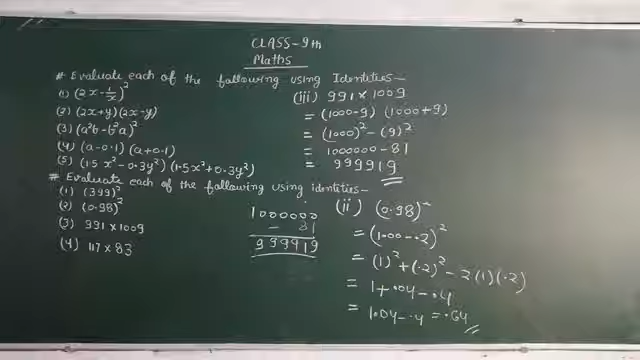 CLASS-9th
Maths
# Evaluate each of the following using Identities-
(1) (2x-1/x)²
(2) (2x+y)(2x-y)
(3) (a²b-b²a)²
(4) (a-0.1) (a+0.1)
(5) (1.5x²-0.3y²) (1.5x²+0.3y²)
# Evaluate each of the following using identities-
(1) (399)²
(2) (0.98)²
(3) 991×1009
(4) 117×83
1000000
- 81
999919
(iii) 991×1009
= (1000-9) (1000+9)
= (1000)²-(9)²
= 1000000-81
= 999919
(ii) (0.98)²
= (1.00-.2)²
= (1)²+(.2)²-2(1)(.2)
= 1+.04-.4
= 1.04-.4=.64